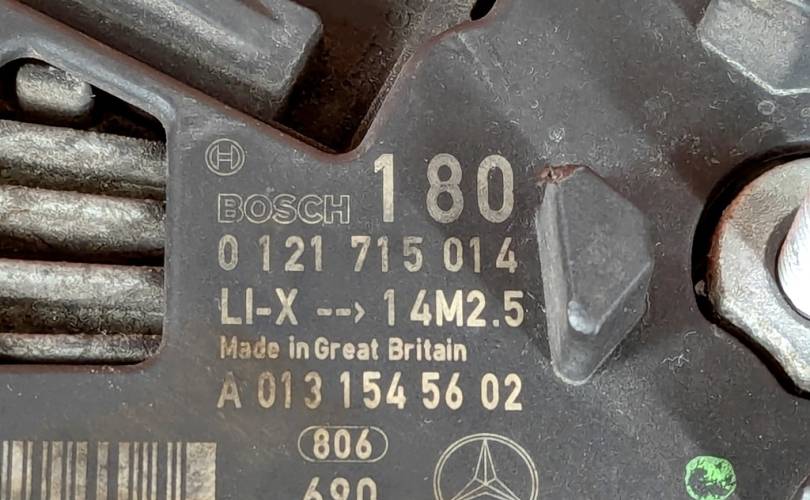 BOSCH 180
0 121 715 014
LI-X --> 14M2.5
Made in Great Britain
A 013 154 56 02
806
690